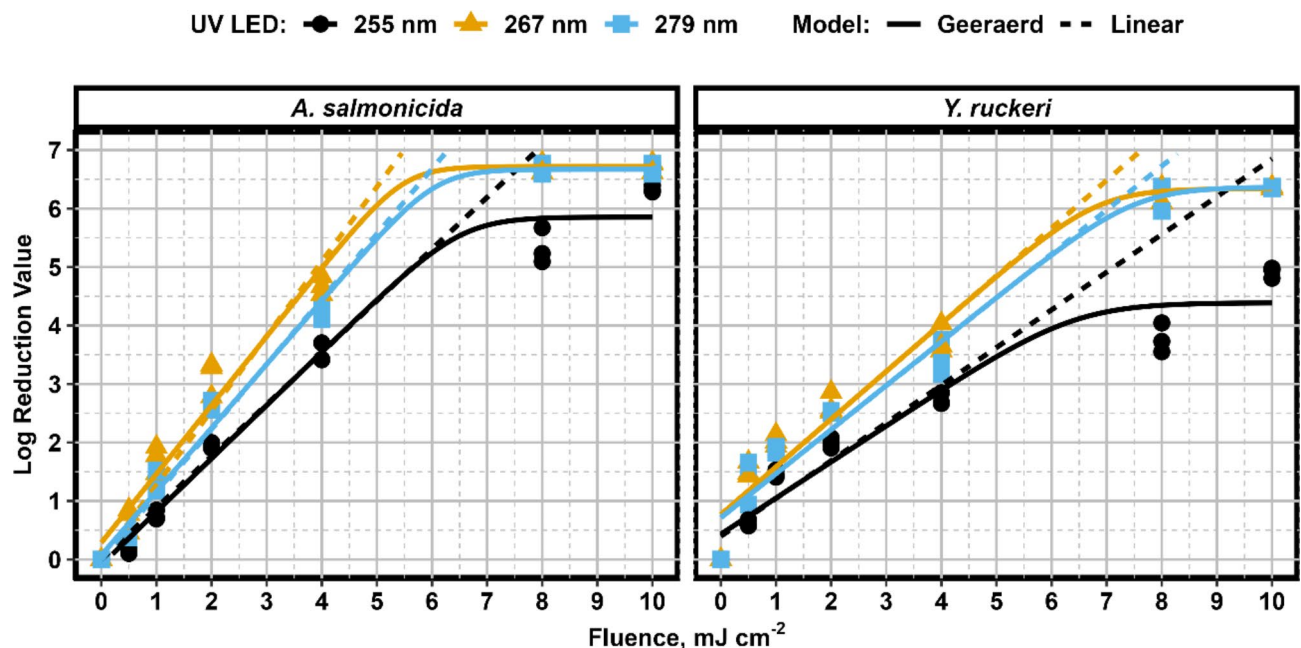 UV LED: 255 nm 267 nm 279 nm Model: Geeraerd Linear
A. salmonicida
Y. ruckeri
Log Reduction Value
7
6
5
4
3
2
1
0
0 1 2 3 4 5 6 7 8 9 10
0 1 2 3 4 5 6 7 8 9 10
Fluence, mJ cm⁻²